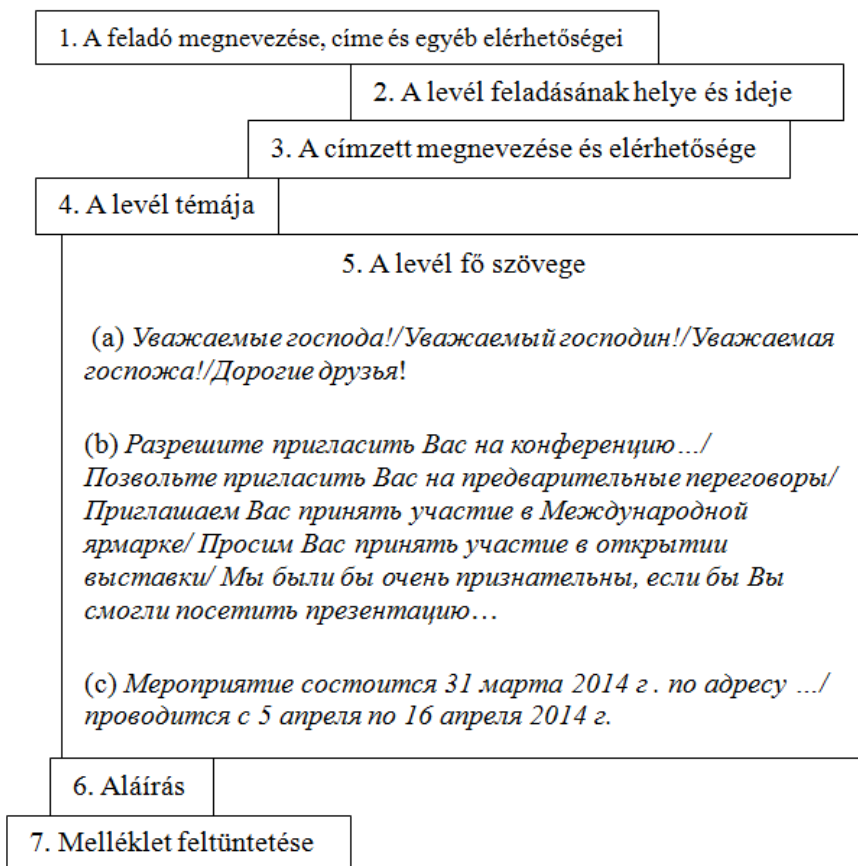 1. A feladó megnevezése, címe és egyéb elérhetőségei
2. A levél feladásának helye és ideje
3. A címzett megnevezése és elérhetősége
4. A levél témája
5. A levél fő szövege
(a) Уважаемые господа!/Уважаемый господин!/Уважаемая
госпожа!/Дорогие друзья!
(b) Разрешите пригласить Вас на конференцию…/
Позвольте пригласить Вас на предварительные переговоры/
Приглашаем Вас принять участие в Международной
ярмарке/ Просим Вас принять участие в открытии
выставки/ Мы были бы очень признательны, если бы Вы
смогли посетить презентацию…
(c) Мероприятие состоится 31 марта 2014 г . по адресу …/
проводится с 5 апреля по 16 апреля 2014 г.
6. Aláírás
7. Melléklet feltüntetése